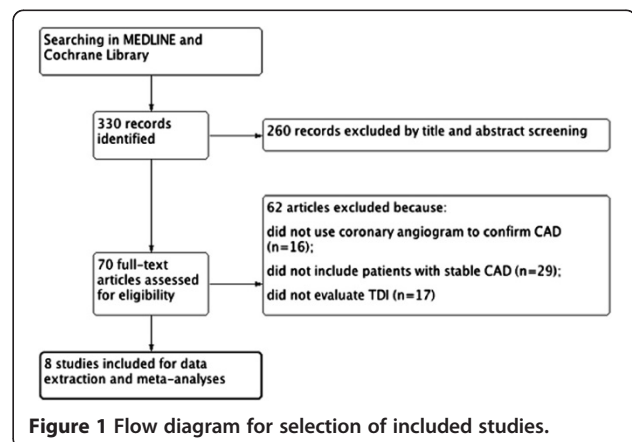 Searching in MEDLINE and
Cochrane Library
330 records
identified
260 records excluded by title and abstract screening
62 articles excluded because:
did not use coronary angiogram to confirm CAD
(n=16);
did not include patients with stable CAD (n=29);
did not evaluate TDI (n=17)
70 full-text
articles assessed
for eligibility
8 studies included for data
extraction and meta-analyses
Figure 1 Flow diagram for selection of included studies.